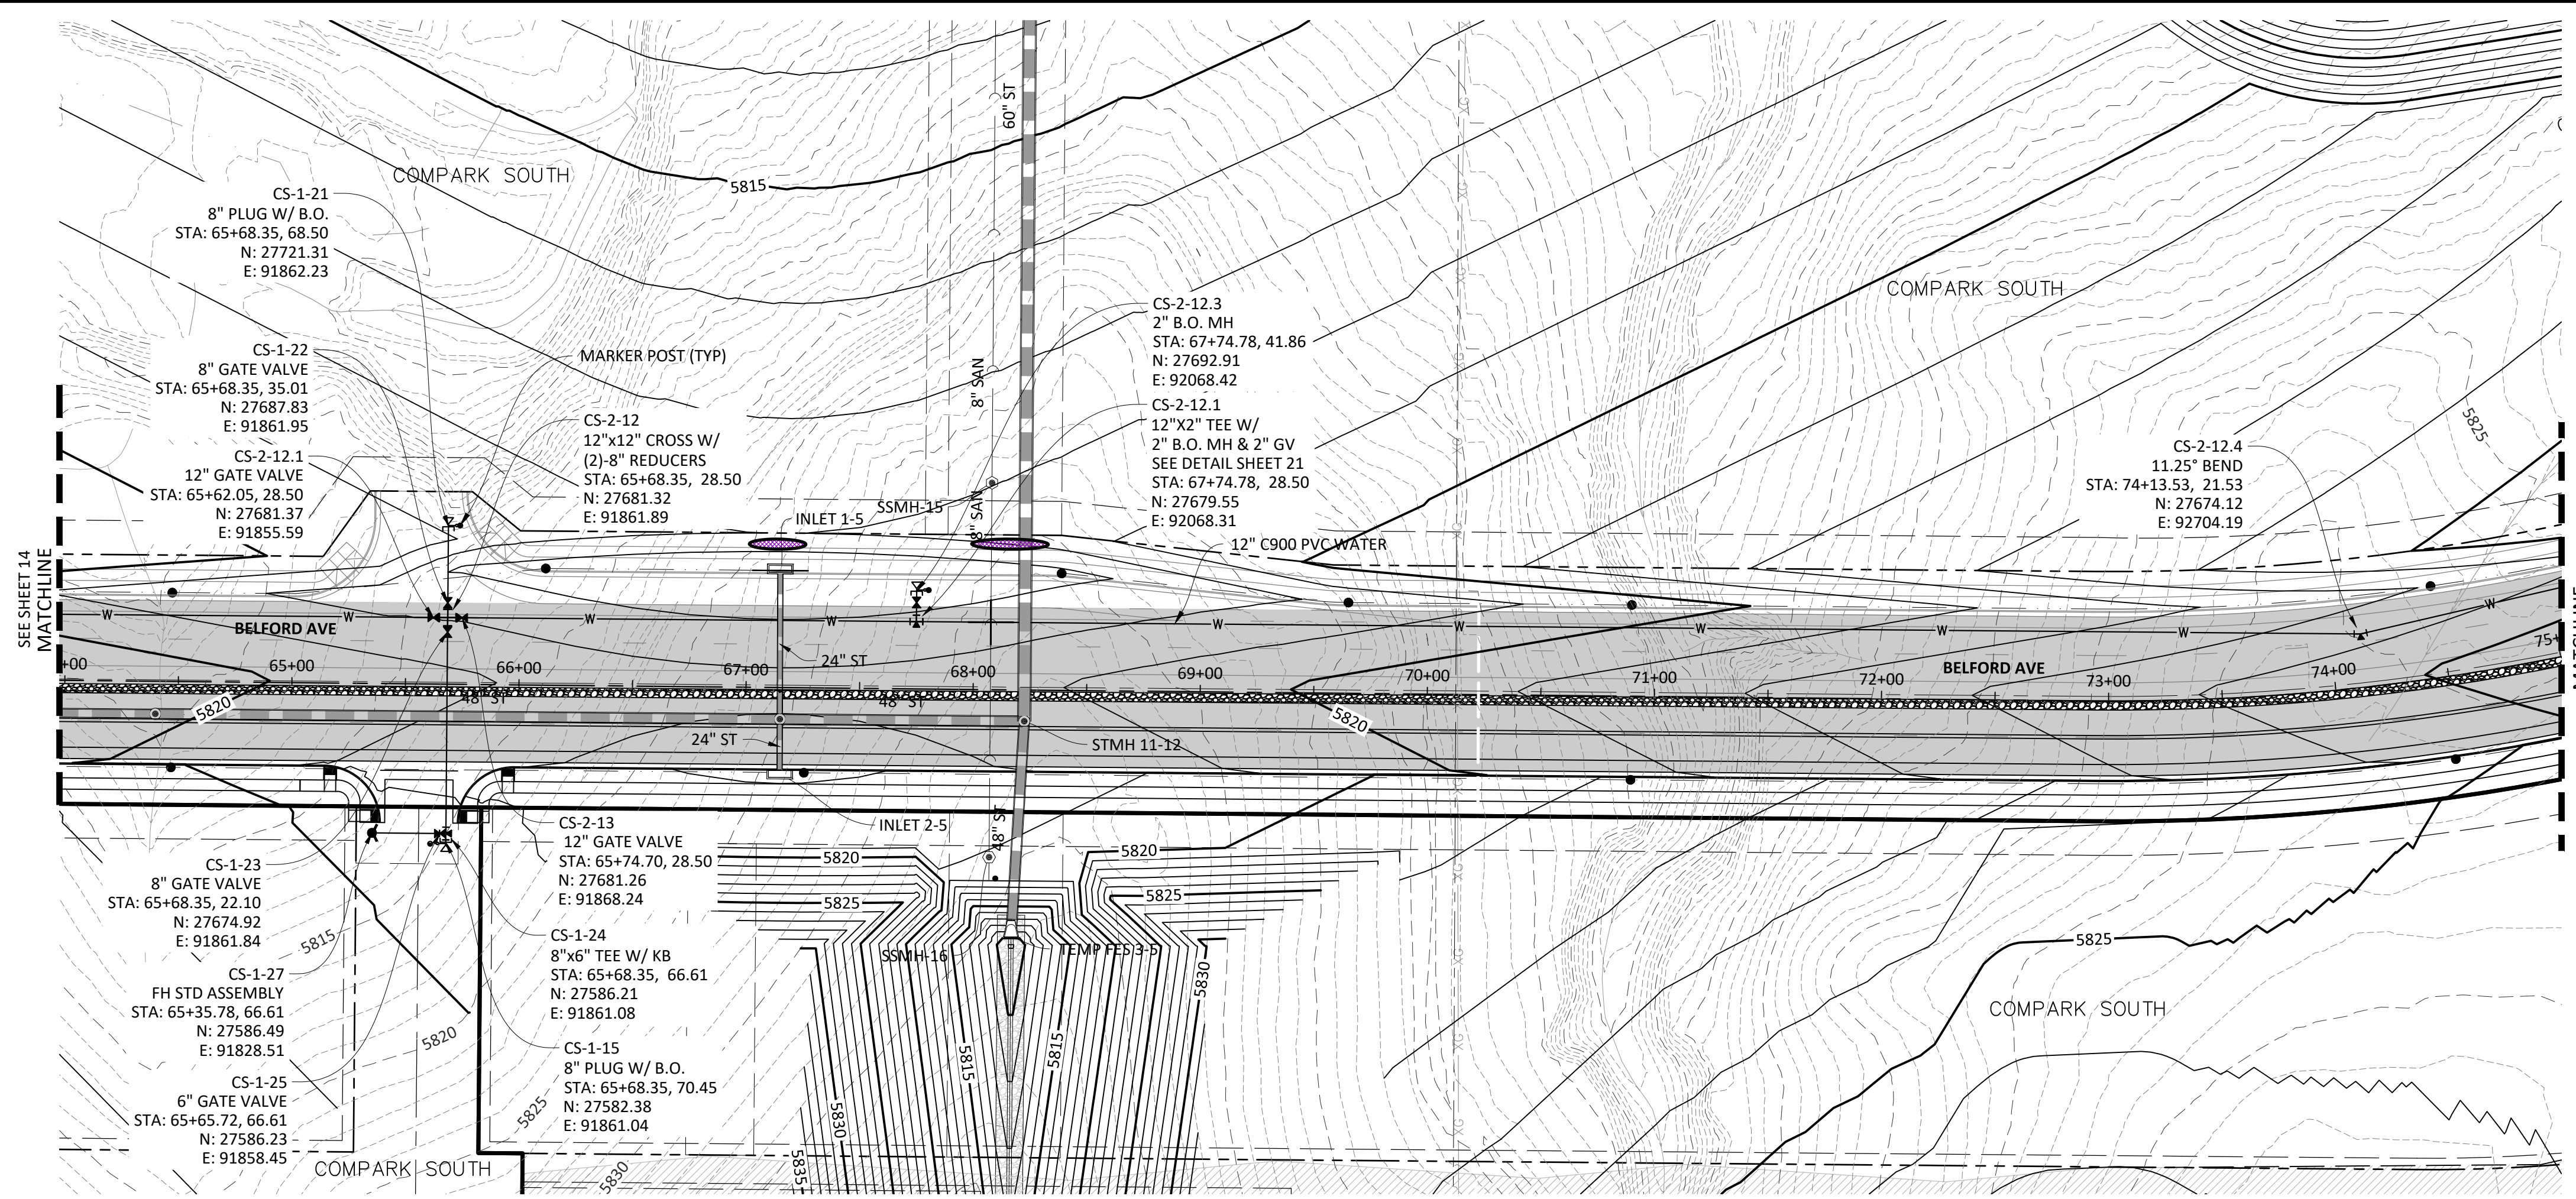 COMPARK SOUTH
CS-1-21
8" PLUG W/ B.O.
STA: 65+68.35, 68.50
N: 27721.31
E: 91862.23
5815
60" ST
CS-1-22
8" GATE VALVE
STA: 65+68.35, 35.01
N: 27687.83
E: 91861.95
MARKER POST (TYP)
CS-2-12.1
12" GATE VALVE
STA: 65+62.05, 28.50
N: 27681.37
E: 91855.59
CS-2-12
12"x12" CROSS W/
(2)-8" REDUCERS
STA: 65+68.35, 28.50
N: 27681.32
E: 91861.89
8" SAN
8" SAN
SSMH-15
INLET 1-5
CS-2-12.3
2" B.O. MH
STA: 67+74.78, 41.86
N: 27692.91
E: 92068.42
CS-2-12.1
12"X2" TEE W/
2" B.O. MH & 2" GV
SEE DETAIL SHEET 21
STA: 67+74.78, 28.50
N: 27679.55
E: 92068.31
12" C900 PVC WATER
COMPARK SOUTH
CS-2-12.4
11.25° BEND
STA: 74+13.53, 21.53
N: 27674.12
E: 92704.19
5825
SEE SHEET 14
MATCHLINE
W W W W W W W W W W
BELFORD AVE
BELFORD AVE
+00 65+00 66+00 67+00 68+00 69+00 70+00 71+00 72+00 73+00 74+00 75+
24" ST
48" ST
48" ST
5820
5820
24" ST
STMH 11-12
INLET 2-5
48" ST
XG XG XG XG XG XG XG XG XG
MATCHLINE
CS-1-23
8" GATE VALVE
STA: 65+68.35, 22.10
N: 27674.92
E: 91861.84
CS-1-27
FH STD ASSEMBLY
STA: 65+35.78, 66.61
N: 27586.49
E: 91828.51
CS-1-25
6" GATE VALVE
STA: 65+65.72, 66.61
N: 27586.23
E: 91858.45
5815
5820
5825
5830
COMPARK SOUTH
CS-2-13
12" GATE VALVE
STA: 65+74.70, 28.50
N: 27681.26
E: 91868.24
CS-1-24
8"x6" TEE W/ KB
STA: 65+68.35, 66.61
N: 27586.21
E: 91861.08
CS-1-15
8" PLUG W/ B.O.
STA: 65+68.35, 70.45
N: 27582.38
E: 91861.04
5820
5825
5820
5825
SSMH-16
TEMP FES 3-5
5815
5815
5830
5830
5835
5825
COMPARK SOUTH